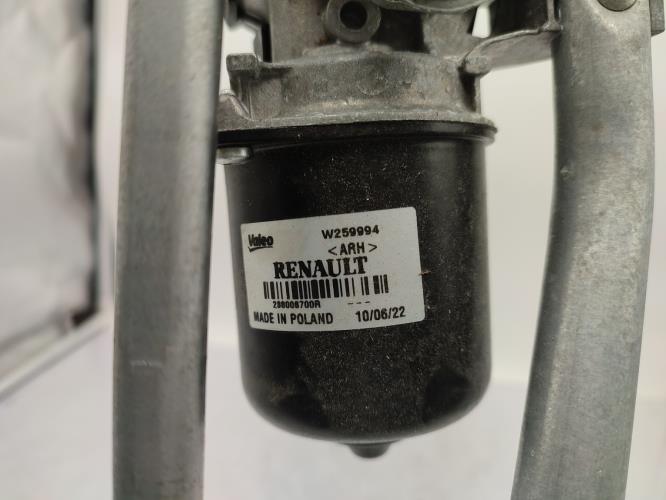 Valeo W259994
<ARH>
RENAULT
288006700R ---
MADE IN POLAND 10/06/22